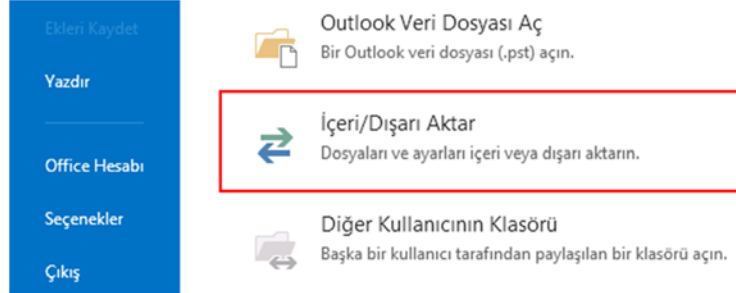 Ekleri Kaydet
Yazdır
Office Hesabı
Seçenekler
Çıkış
Outlook Veri Dosyası Aç
Bir Outlook veri dosyası (.pst) açın.
İçeri/Dışarı Aktar
Dosyaları ve ayarları içeri veya dışarı aktarın.
Diğer Kullanıcının Klasörü
Başka bir kullanıcı tarafından paylaşılan bir klasörü açın.